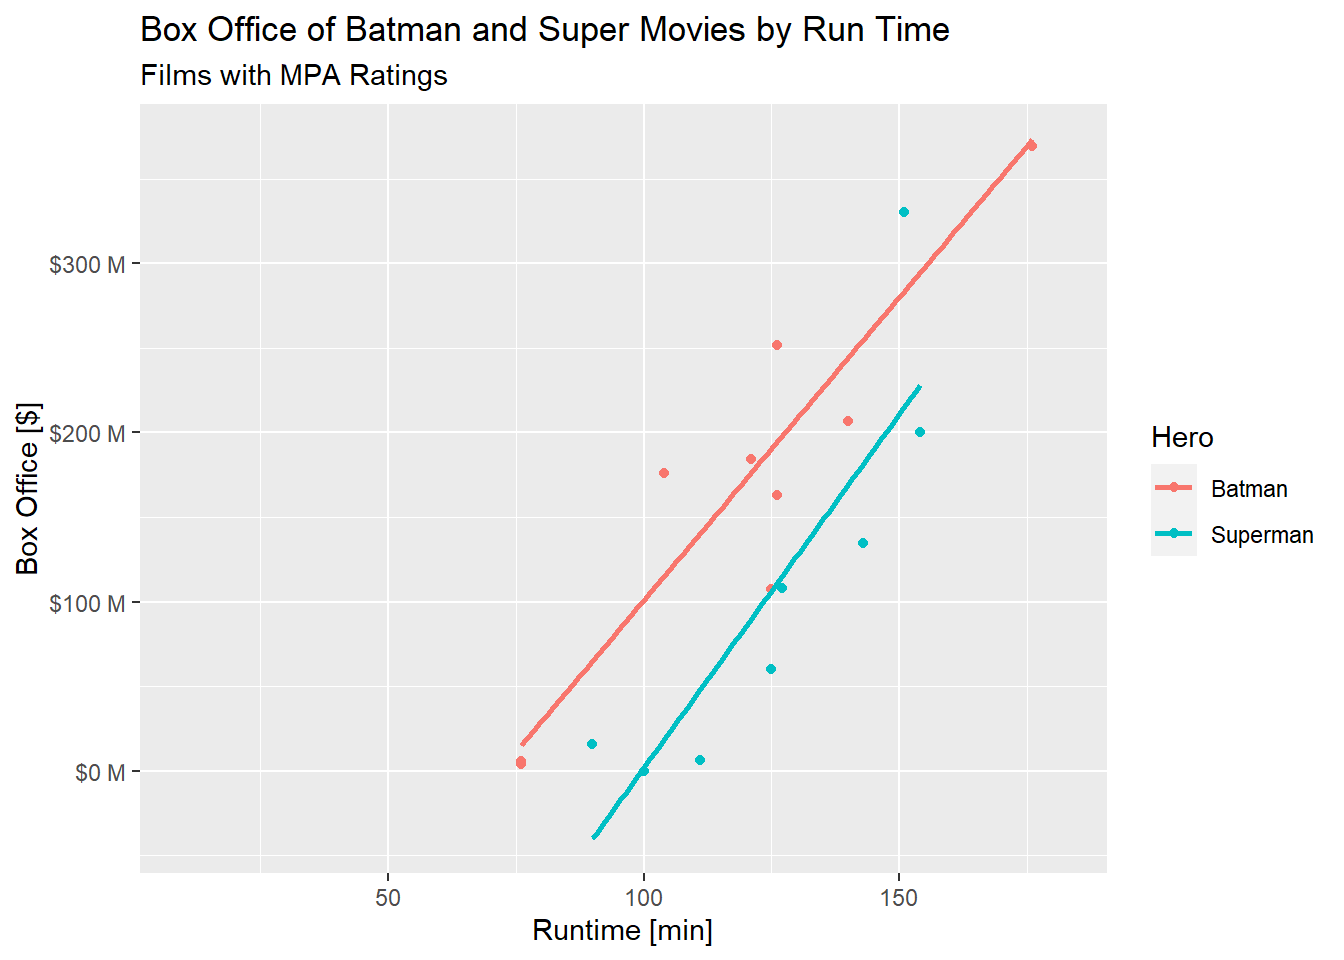 Box Office of Batman and Super Movies by Run Time
Films with MPA Ratings
Box Office [$]
$300 M
$200 M
$100 M
$0 M
50
100
150
Runtime [min]
Hero
Batman
Superman